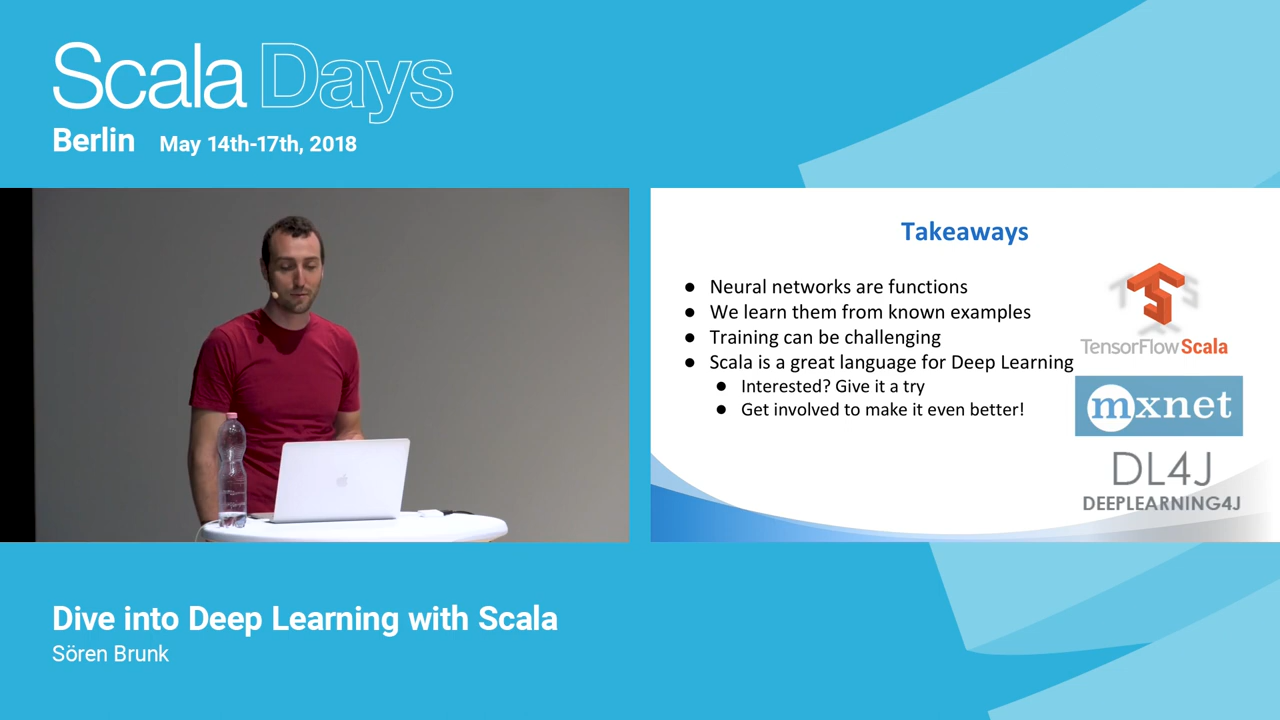 Scala Days
Berlin May 14th-17th, 2018
Takeaways
● Neural networks are functions
● We learn them from known examples
● Training can be challenging
● Scala is a great language for Deep Learning
● Interested? Give it a try
● Get involved to make it even better!
TensorFlow Scala
mxnet
DL4J
DEEPLEARNING4J
Dive into Deep Learning with Scala
Sören Brunk